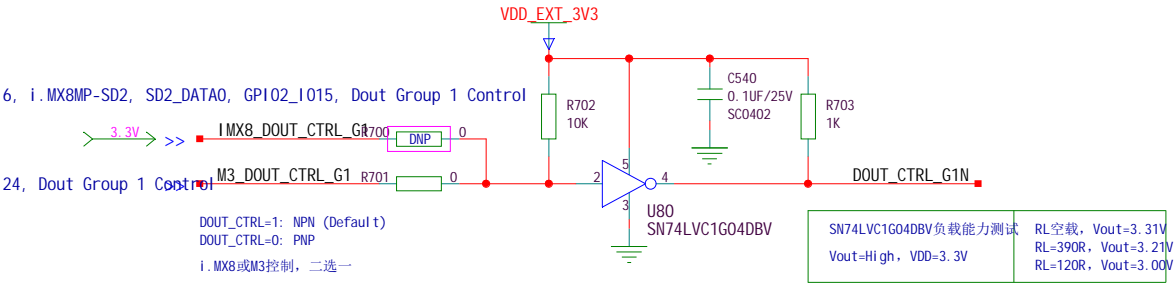 VDD_EXT_3V3
6, i.MX8MP-SD2, SD2_DATA0, GPIO2_IO15, Dout Group 1 Control
3.3V
>>
IMX8_DOUT_CTRL_G1
R700
DNP
0
R702
10K
C540
0.1UF/25V
SC0402
R703
1K
24, Dout Group 1 Control
>>
M3_DOUT_CTRL_G1
R701
0
2
5
4
3
DOUT_CTRL_G1N
U80
SN74LVC1G04DBV
DOUT_CTRL=1: NPN (Default)
DOUT_CTRL=0: PNP
i.MX8或M3控制，二选一
SN74LVC1G04DBV负载能力测试
Vout=High，VDD=3.3V
RL空载，Vout=3.31V
RL=390R，Vout=3.21V
RL=120R，Vout=3.00V